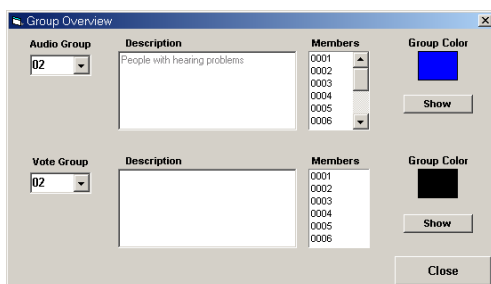 Group Overview
Audio Group Description Members Group Color
02 People with hearing problems 0001
0002
0003
0004
0005
0006
Show
Vote Group Description Members Group Color
02 0001
0002
0003
0004
0005
0006
Show
Close